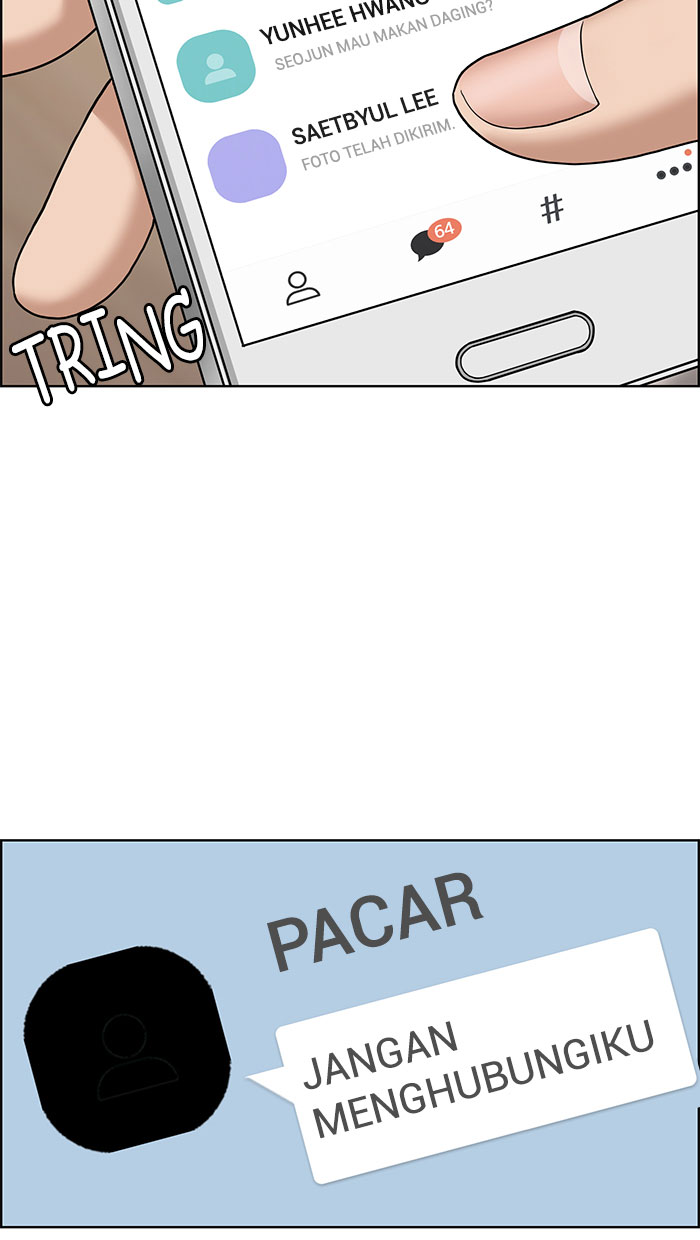 YUNHEE HWANG
SEOJUN MAU MAKAN DAGING?
SAETBYUL LEE
FOTO TELAH DIKIRIM.
64
#
TRING
PACAR
JANGAN
MENGHUBUNGIKU